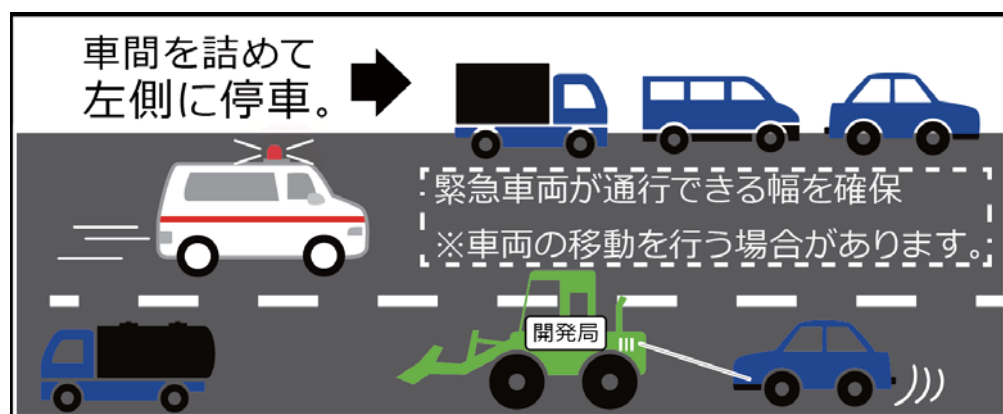 車間を詰めて
左側に停車。
緊急車両が通行できる幅を確保
※車両の移動を行う場合があります。
開発局